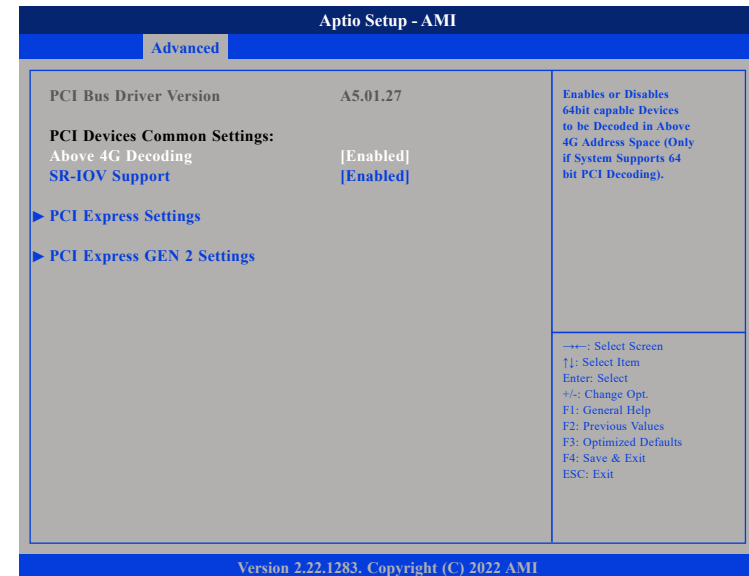 Aptio Setup - AMI
Advanced
PCI Bus Driver Version A5.01.27
PCI Devices Common Settings:
Above 4G Decoding [Enabled]
SR-IOV Support [Enabled]
▶ PCI Express Settings
▶ PCI Express GEN 2 Settings
Enables or Disables
64bit capable Devices
to be Decoded in Above
4G Address Space (Only
if System Supports 64
bit PCI Decoding).
→←: Select Screen
↑↓: Select Item
Enter: Select
+/-: Change Opt.
F1: General Help
F2: Previous Values
F3: Optimized Defaults
F4: Save & Exit
ESC: Exit
Version 2.22.1283. Copyright (C) 2022 AMI